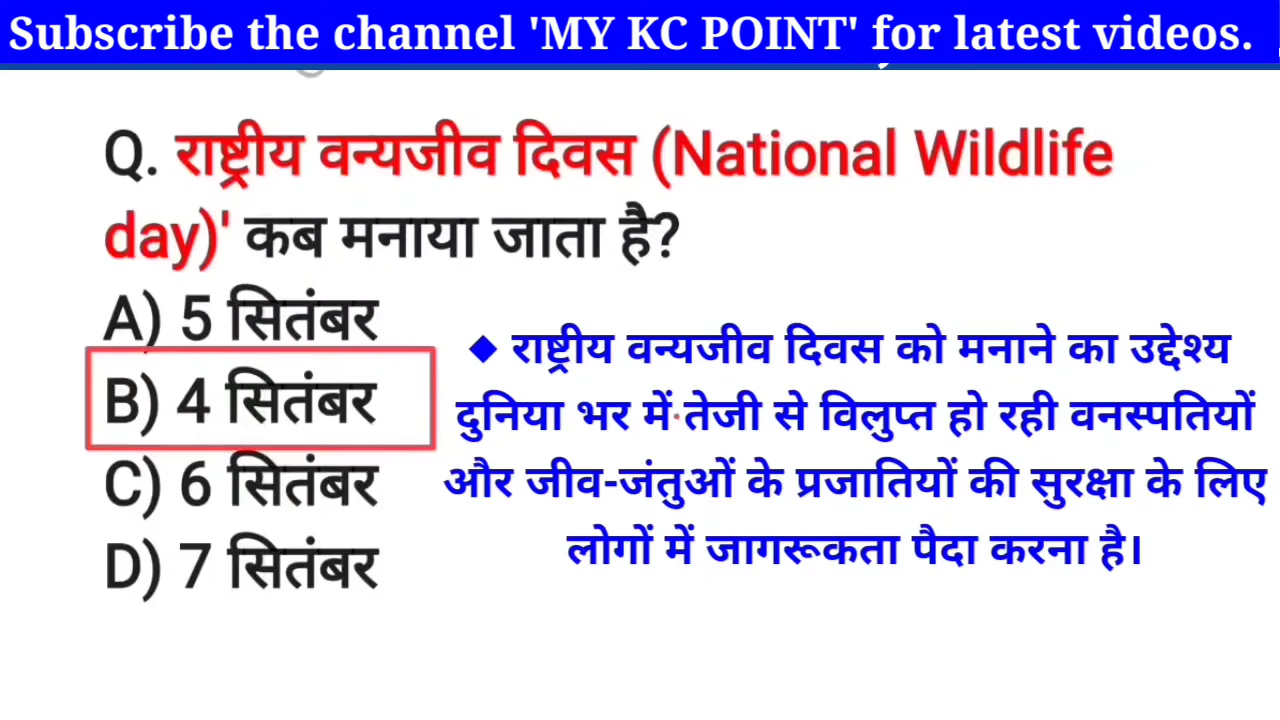 Subscribe the channel 'MY KC POINT' for latest videos.
Q. राष्ट्रीय वन्यजीव दिवस (National Wildlife
day)' कब मनाया जाता है?
A) 5 सितंबर
B) 4 सितंबर
C) 6 सितंबर
D) 7 सितंबर
◆ राष्ट्रीय वन्यजीव दिवस को मनाने का उद्देश्य
दुनिया भर में तेजी से विलुप्त हो रही वनस्पतियों
और जीव-जंतुओं के प्रजातियों की सुरक्षा के लिए
लोगों में जागरूकता पैदा करना है।